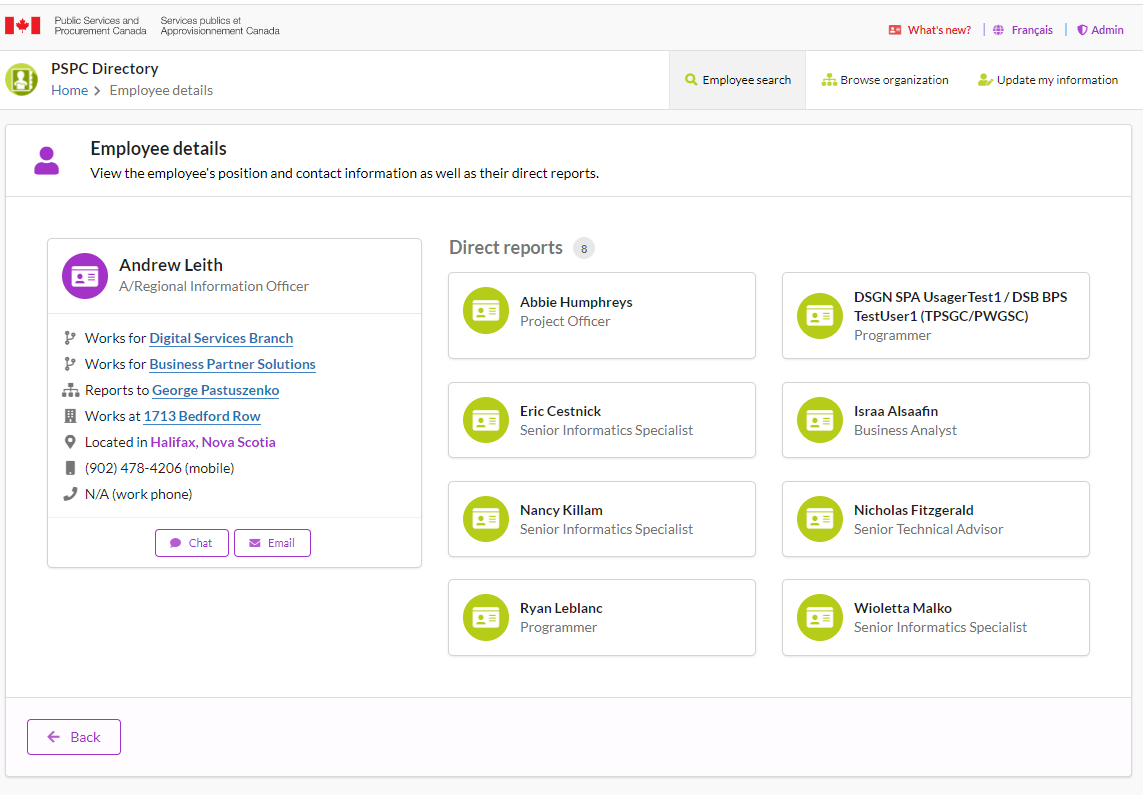 Public Services and
Procurement Canada
Services publics et
Approvisionnement Canada
What's new?
Français
Admin
PSPC Directory
Home > Employee details
Employee search
Browse organization
Update my information
Employee details
View the employee's position and contact information as well as their direct reports.
Andrew Leith
A/Regional Information Officer
Works for Digital Services Branch
Works for Business Partner Solutions
Reports to George Pastuszenko
Works at 1713 Bedford Row
Located in Halifax, Nova Scotia
(902) 478-4206 (mobile)
N/A (work phone)
Chat
Email
Direct reports 8
Abbie Humphreys
Project Officer
DSGN SPA UsagerTest1 / DSB BPS
TestUser1 (TPSGC/PWGSC)
Programmer
Eric Cestnick
Senior Informatics Specialist
Israa Alsaafin
Business Analyst
Nancy Killam
Senior Informatics Specialist
Nicholas Fitzgerald
Senior Technical Advisor
Ryan Leblanc
Programmer
Wioletta Malko
Senior Informatics Specialist
Back